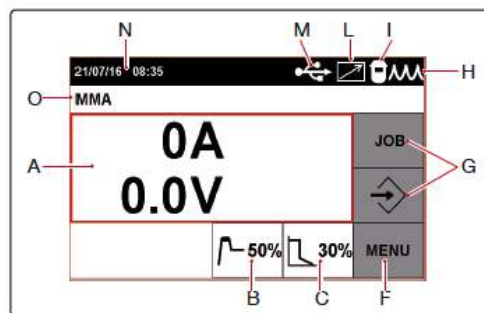 N M L I
21/07/16 08:35
H
O MMA
A 0A JOB
0.0V G
50% 30% MENU
B C F